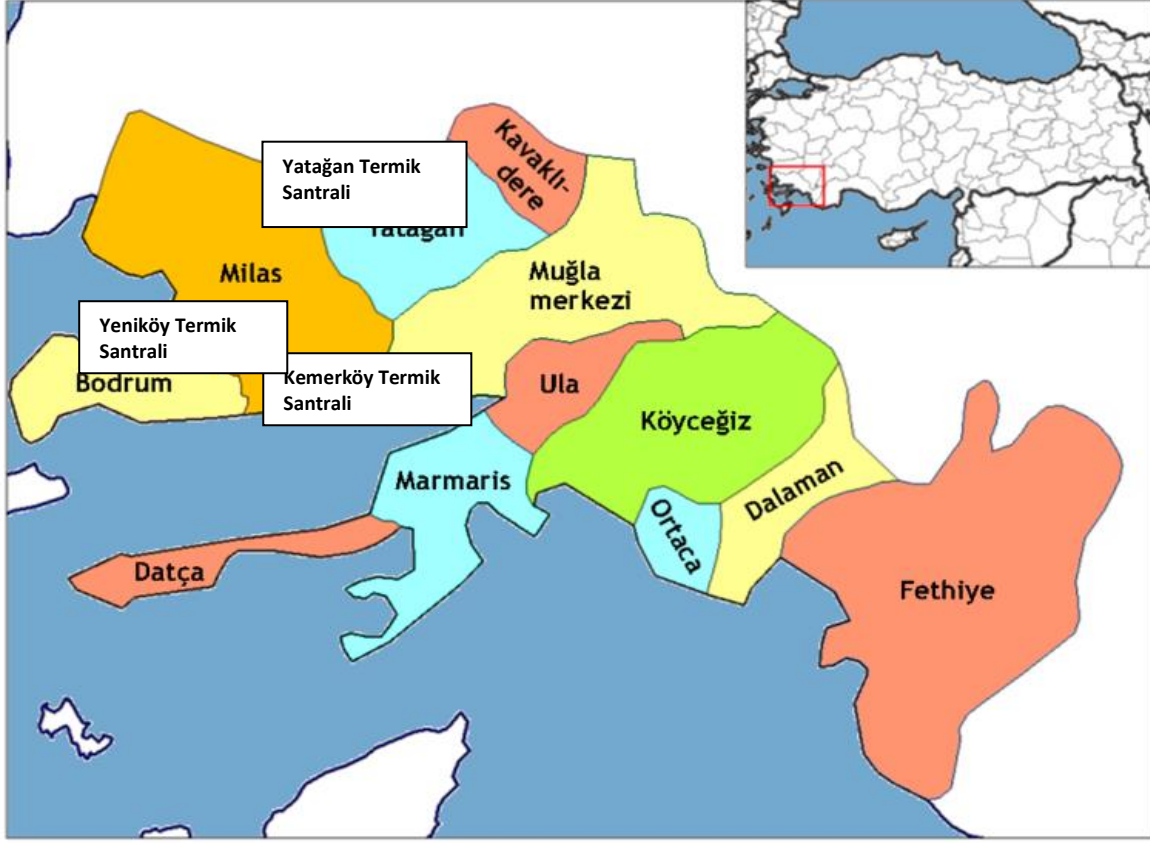 Kavaklı-
dere
Yatağan Termik
Santrali
Yatağan
Milas
Muğla
merkezi
Yeniköy Termik
Santrali
Bodrum
Kemerköy Termik
Santrali
Ula
Köyceğiz
Marmaris
Dalaman
Ortaca
Datça
Fethiye